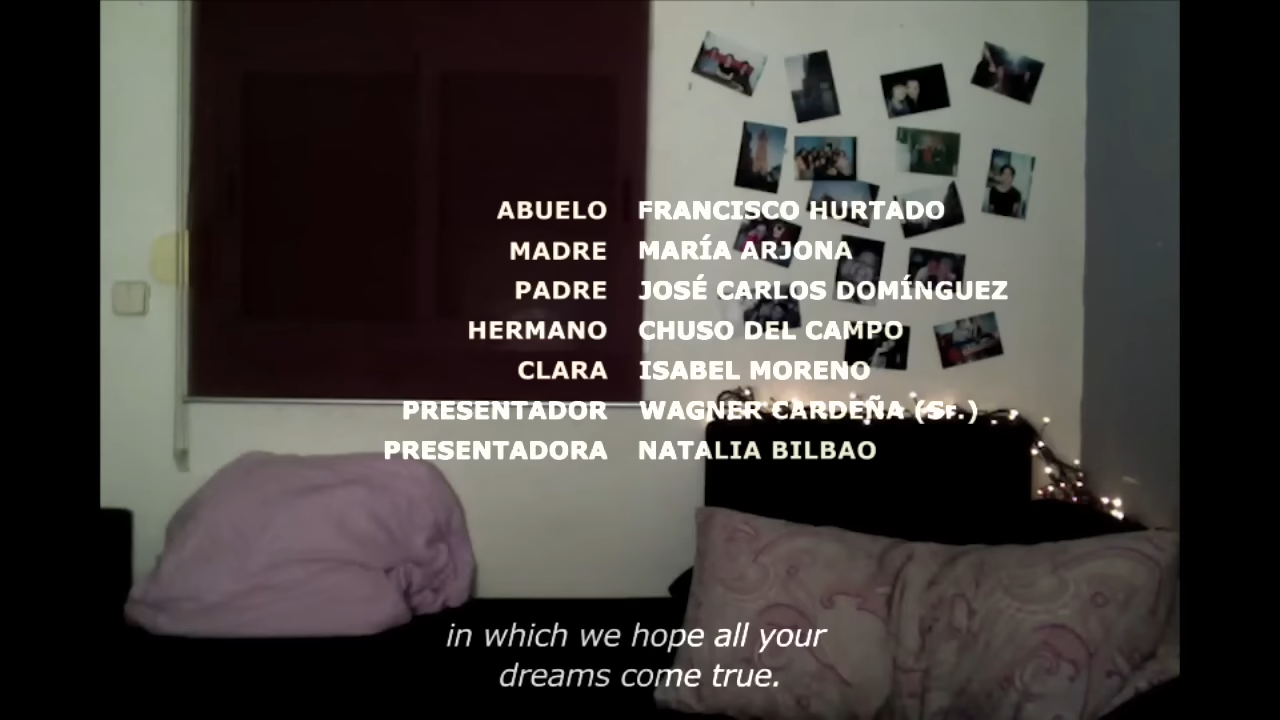 ABUELO FRANCISCO HURTADO
MADRE MARÍA ARJONA
PADRE JOSÉ CARLOS DOMÍNGUEZ
HERMANO CHUSO DEL CAMPO
CLARA ISABEL MORENO
PRESENTADOR WAGNER CARDEÑA (Sr.)
PRESENTADORA NATALIA BILBAO
in which we hope all your
dreams come true.